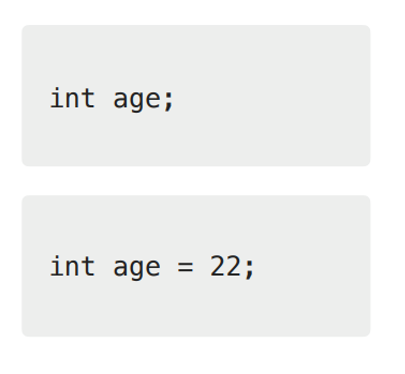 int age;
int age = 22;